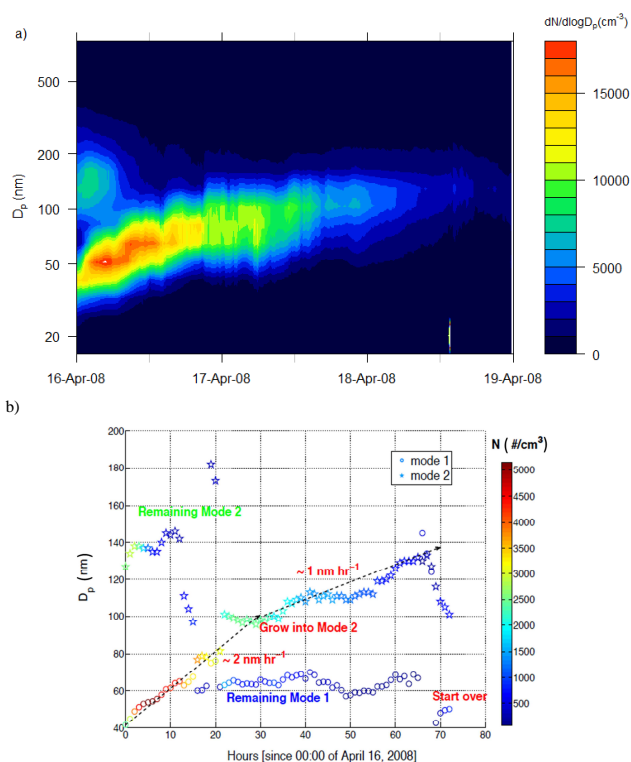 a)
dN/dlogDp(cm-3)
500
200
100
50
20
Dp (nm)
15000
10000
5000
0
16-Apr-08
17-Apr-08
18-Apr-08
19-Apr-08
b)
N (#/cm³)
200
180
160
140
120
100
80
60
40
Dp (nm)
mode 1
mode 2
Remaining Mode 2
~ 1 nm hr⁻¹
Grow into Mode 2
~ 2 nm hr⁻¹
Remaining Mode 1
Start over
0
10
20
30
40
50
60
70
80
Hours [since 00:00 of April 16, 2008]
5000
4500
4000
3500
3000
2500
2000
1500
1000
500